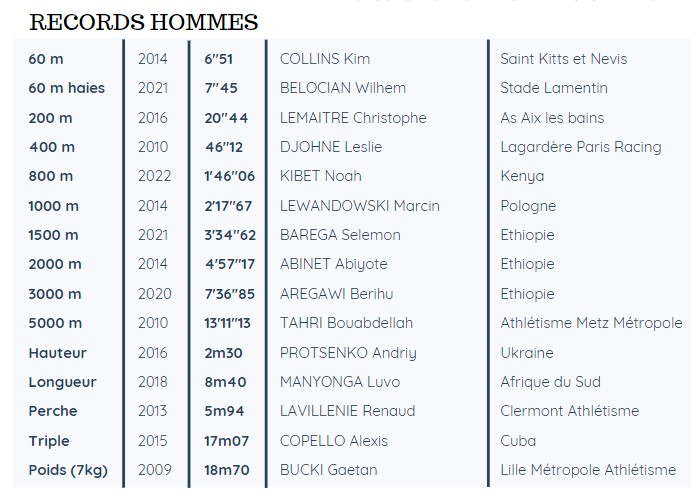 RECORDS HOMMES
60 m 2014 6"51 COLLINS Kim Saint Kitts et Nevis
60 m haies 2021 7"45 BELOCIAN Wilhem Stade Lamentin
200 m 2016 20"44 LEMAITRE Christophe As Aix les bains
400 m 2010 46"12 DJOHNE Leslie Lagardère Paris Racing
800 m 2022 1'46"06 KIBET Noah Kenya
1000 m 2014 2'17"67 LEWANDOWSKI Marcin Pologne
1500 m 2021 3'34"62 BAREGA Selemon Ethiopie
2000 m 2014 4'57"17 ABINET Abiyote Ethiopie
3000 m 2020 7'36"85 AREGAWI Berihu Ethiopie
5000 m 2010 13'11"13 TAHRI Bouabdellah Athlétisme Metz Métropole
Hauteur 2016 2m30 PROTSENKO Andriy Ukraine
Longueur 2018 8m40 MANYONGA Luvo Afrique du Sud
Perche 2013 5m94 LAVILLENIE Renaud Clermont Athlétisme
Triple 2015 17m07 COPELLO Alexis Cuba
Poids (7kg) 2009 18m70 BUCKI Gaetan Lille Métropole Athlétisme